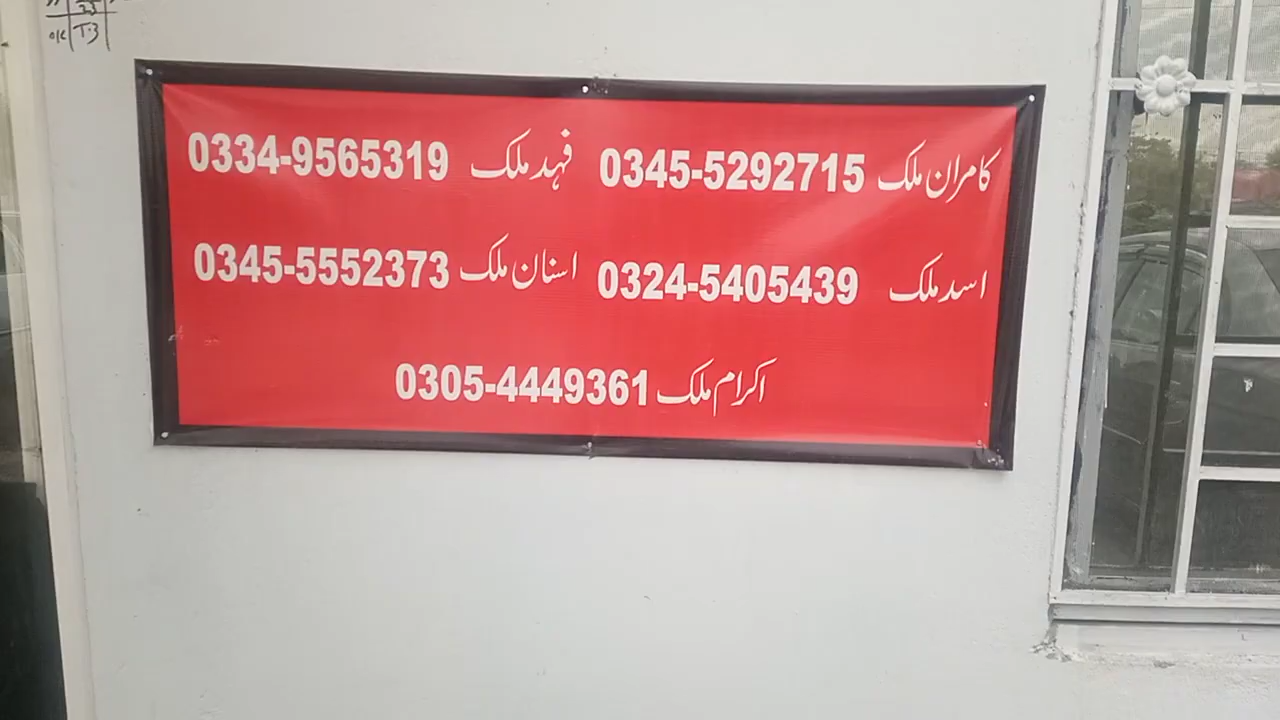 کامران ملک 0345-5292715 فہد ملک 0334-9565319
اسد ملک 0324-5405439 اسنان ملک 0345-5552373
اکرام ملک 0305-4449361
T.3